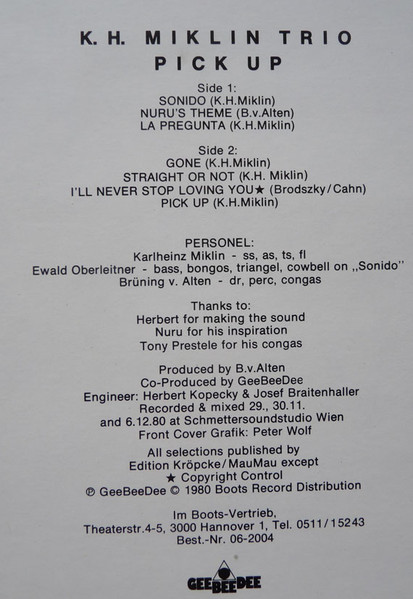 K. H. MIKLIN TRIO
PICK UP
Side 1:
SONIDO (K.H.Miklin)
NURU'S THEME (B.v.Alten)
LA PREGUNTA (K.H.Miklin)
Side 2:
GONE (K.H.Miklin)
STRAIGHT OR NOT (K.H. Miklin)
I'LL NEVER STOP LOVING YOU★ (Brodszky/Cahn)
PICK UP (K.H.Miklin)
PERSONEL:
Karlheinz Miklin - ss, as, ts, fl
Ewald Oberleitner - bass, bongos, triangel, cowbell on ,,Sonido"
Brüning v. Alten - dr, perc, congas
Thanks to:
Herbert for making the sound
Nuru for his inspiration
Tony Prestele for his congas
Produced by B.v.Alten
Co-Produced by GeeBeeDee
Engineer: Herbert Kopecky & Josef Braitenhaller
Recorded & mixed 29., 30.11.
and 6.12.80 at Schmettersoundstudio Wien
Front Cover Grafik: Peter Wolf
All selections published by
Edition Kröpcke/MauMau except
★ Copyright Control
℗ GeeBeeDee © 1980 Boots Record Distribution
Im Boots-Vertrieb,
Theaterstr.4-5, 3000 Hannover 1, Tel. 0511/15243
Best.-Nr. 06-2004
GEE BEE DEE